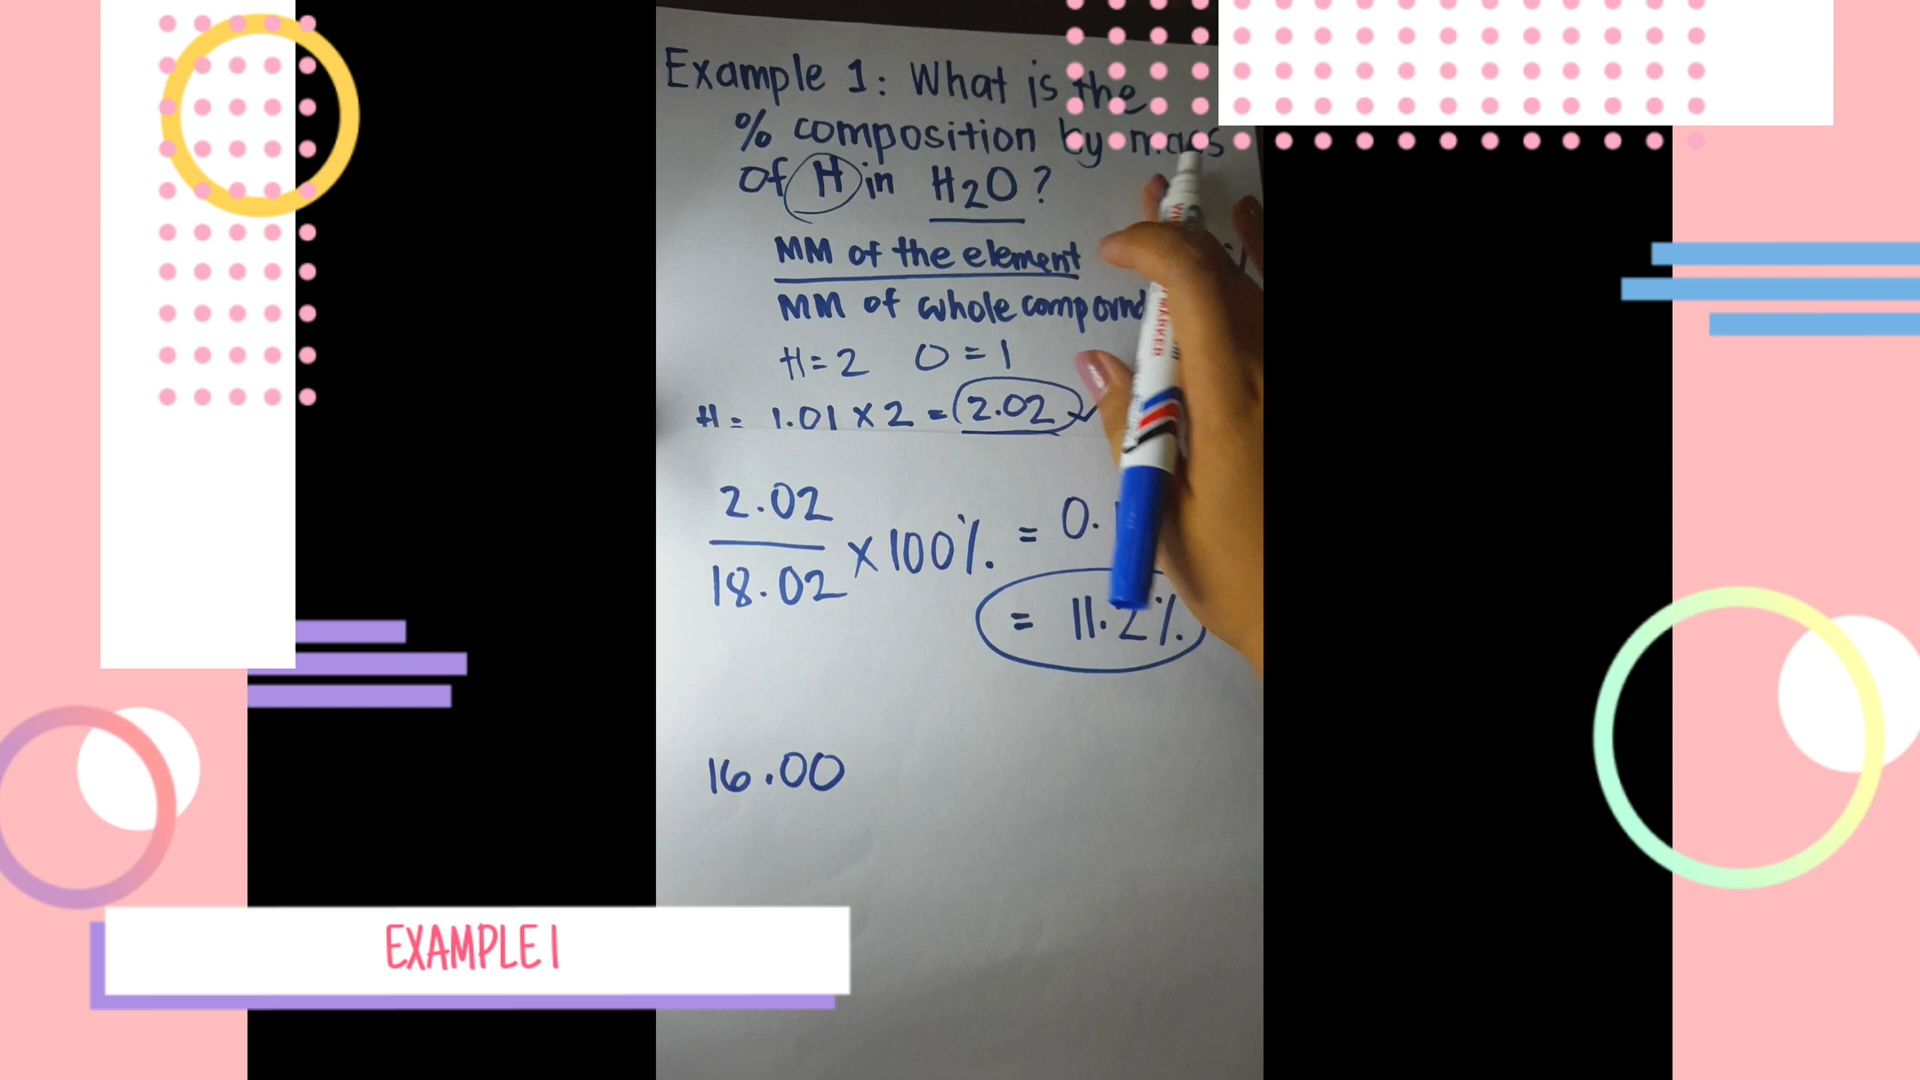 Example 1: What is the
% composition by mass
of H in H2O?
MM of the element
MM of whole compound
H = 2 O = 1
H = 1.01 x 2 = 2.02
2.02
18.02
x 100% = 0.
= 11.2%
16.00
EXAMPLE 1